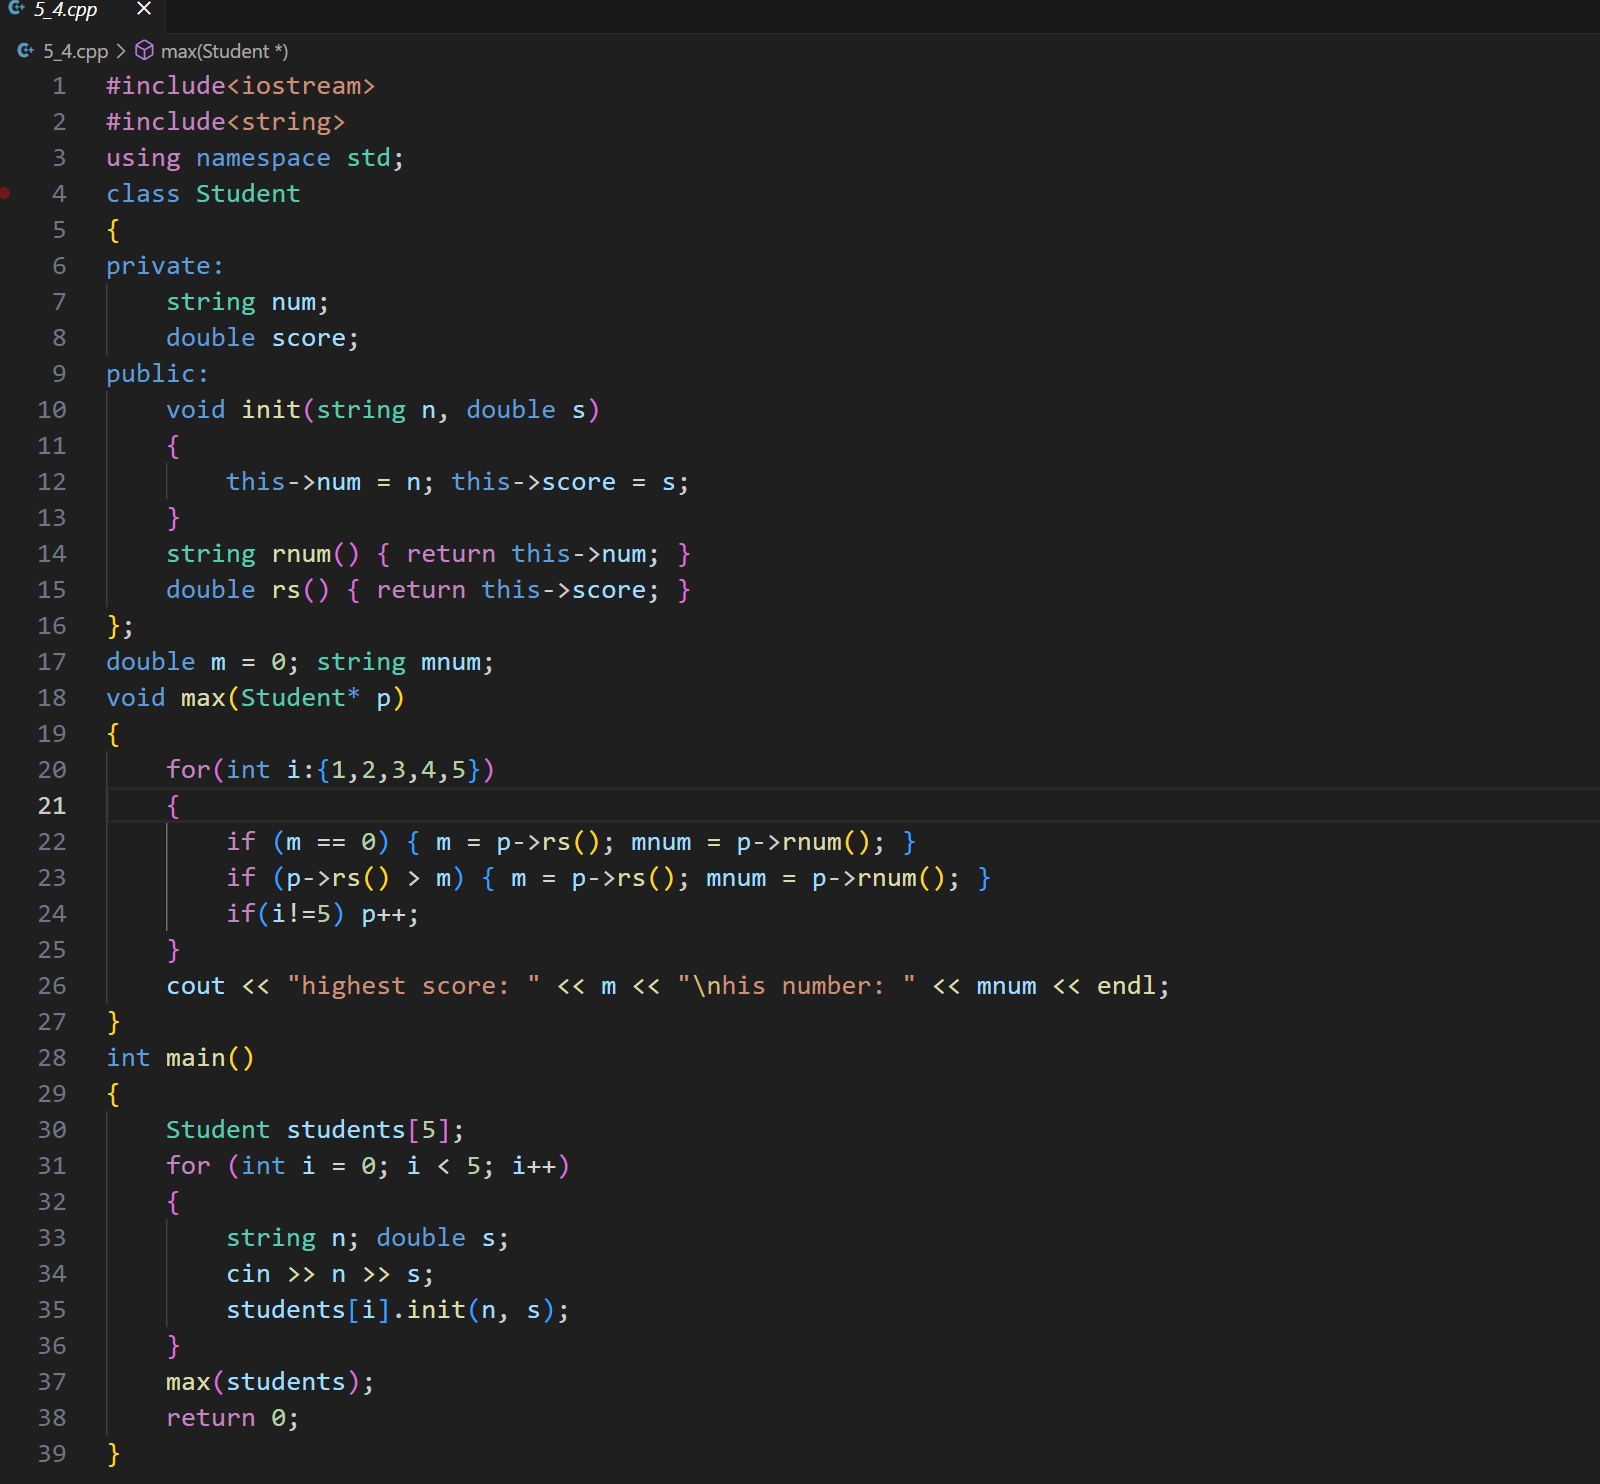 5_4.cpp
5_4.cpp > max(Student *)
1 #include<iostream>
2 #include<string>
3 using namespace std;
4 class Student
5 {
6 private:
7     string num;
8     double score;
9 public:
10     void init(string n, double s)
11     {
12         this->num = n; this->score = s;
13     }
14     string rnum() { return this->num; }
15     double rs() { return this->score; }
16 };
17 double m = 0; string mnum;
18 void max(Student* p)
19 {
20     for(int i:{1,2,3,4,5})
21     {
22         if (m == 0) { m = p->rs(); mnum = p->rnum(); }
23         if (p->rs() > m) { m = p->rs(); mnum = p->rnum(); }
24         if(i!=5) p++;
25     }
26     cout << "highest score: " << m << "\nhis number: " << mnum << endl;
27 }
28 int main()
29 {
30     Student students[5];
31     for (int i = 0; i < 5; i++)
32     {
33         string n; double s;
34         cin >> n >> s;
35         students[i].init(n, s);
36     }
37     max(students);
38     return 0;
39 }